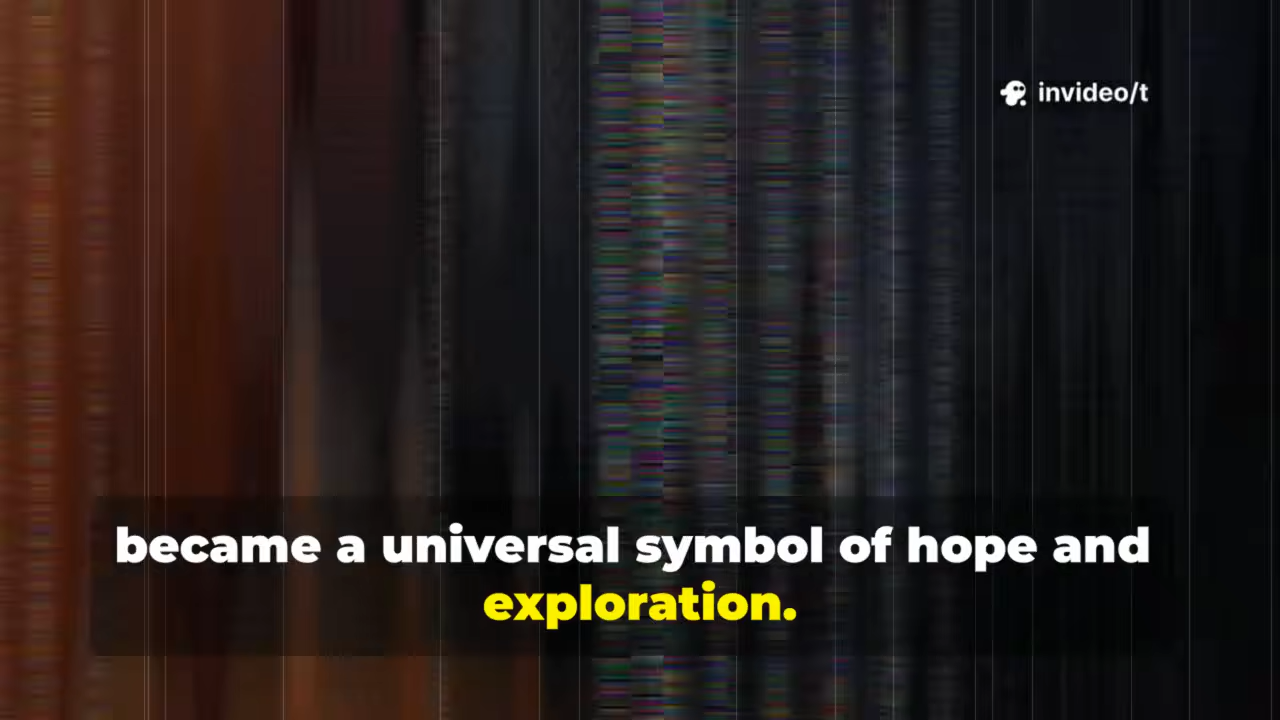 invideo/t
became a universal symbol of hope and
exploration.